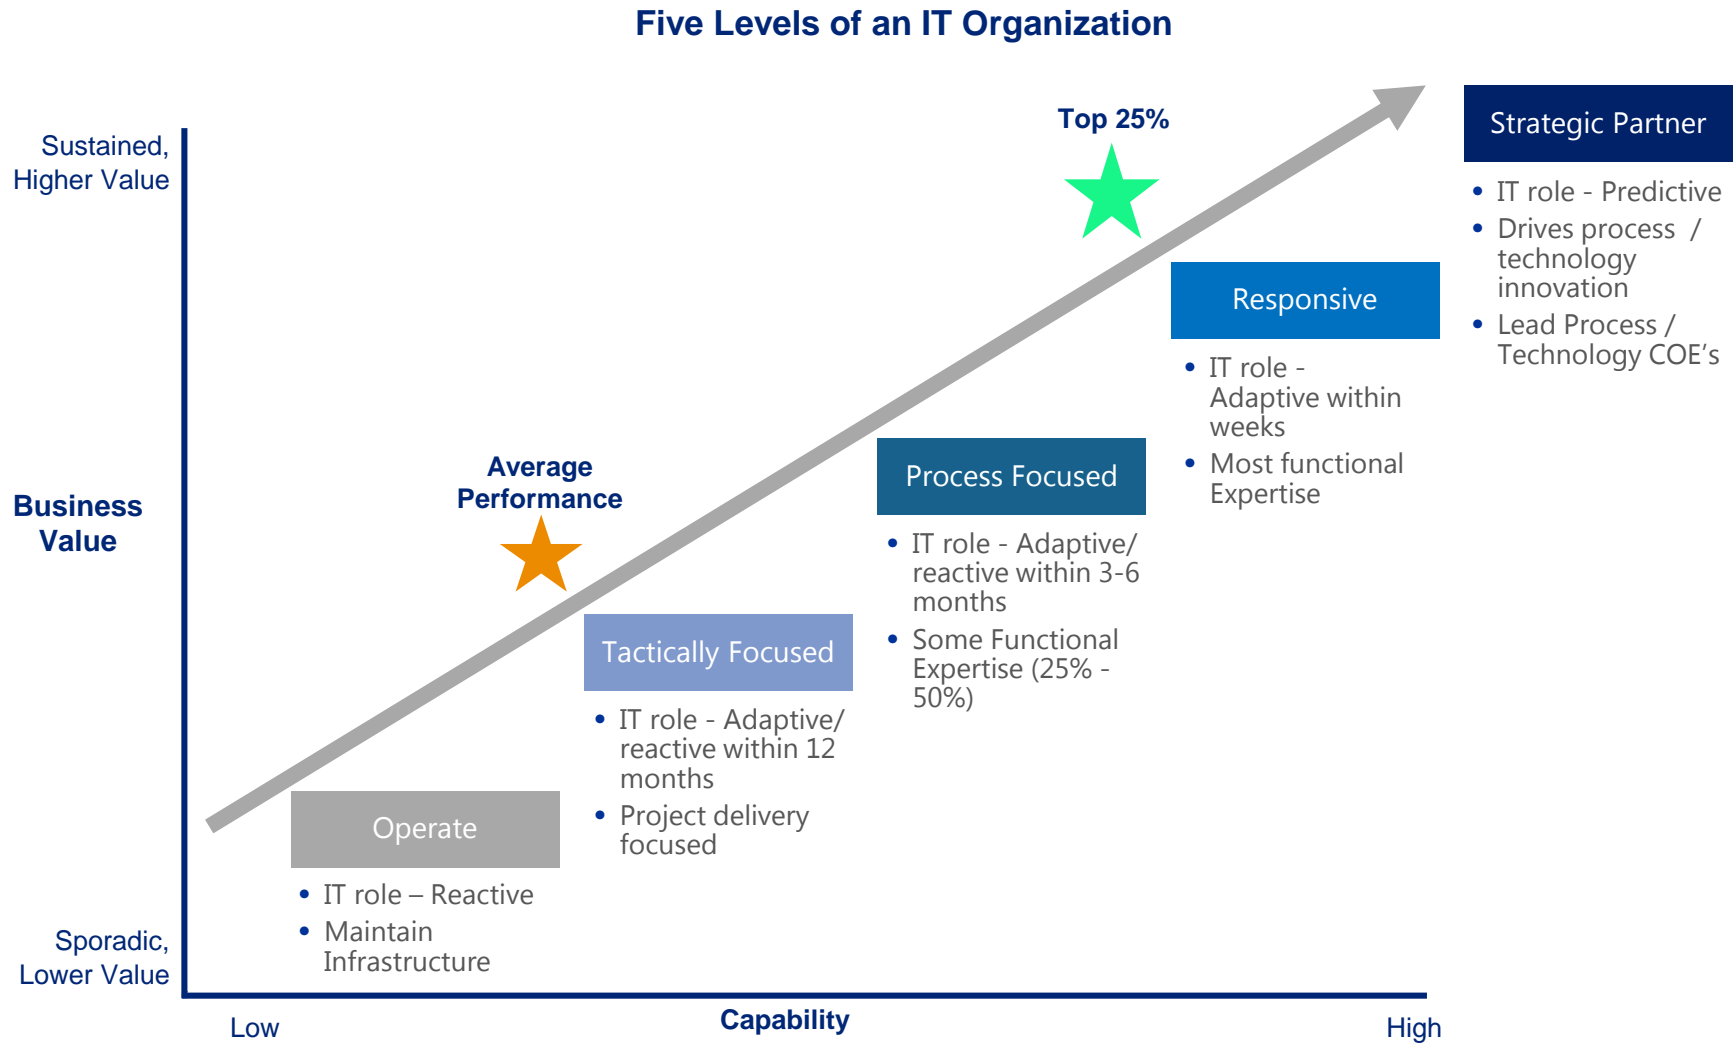 Five Levels of an IT Organization
Sustained,
Higher Value
Business
Value
Sporadic,
Lower Value
Low
Capability
High
Average
Performance
Top 25%
Operate
• IT role – Reactive
• Maintain
Infrastructure
Tactically Focused
• IT role - Adaptive/
reactive within 12
months
• Project delivery
focused
Process Focused
• IT role - Adaptive/
reactive within 3-6
months
• Some Functional
Expertise (25% -
50%)
Responsive
• IT role -
Adaptive within
weeks
• Most functional
Expertise
Strategic Partner
• IT role - Predictive
• Drives process /
technology
innovation
• Lead Process /
Technology COE’s